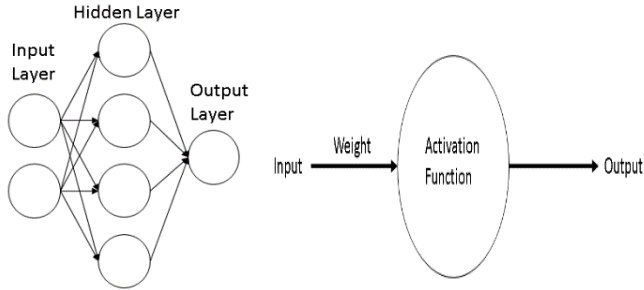 Hidden Layer
Input
Layer
Output
Layer
Input
Weight
Activation
Function
Output